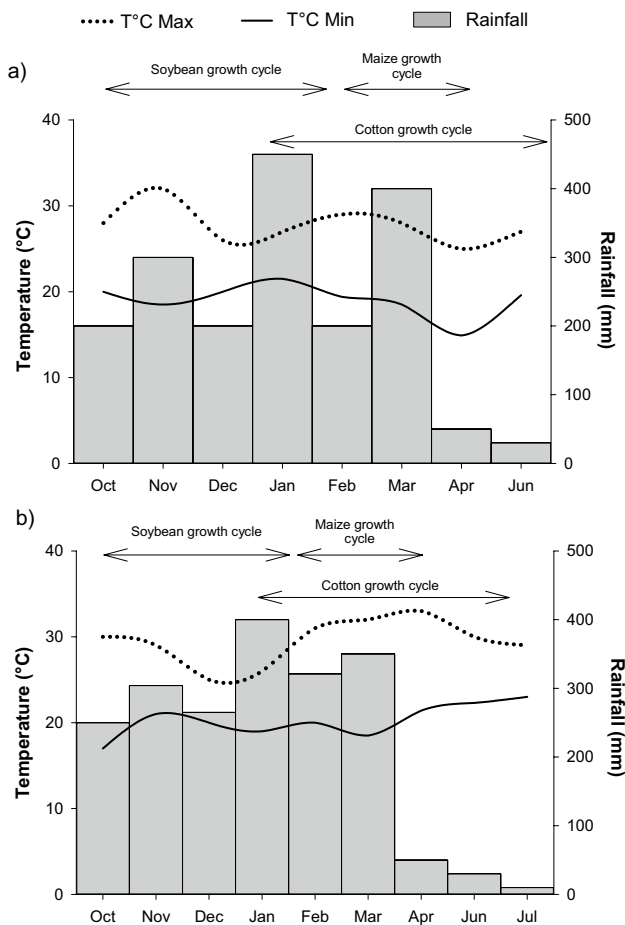 T°C Max T°C Min Rainfall
a)
Soybean growth cycle
Maize growth
cycle
Cotton growth cycle
Temperature (°C)
40
30
20
10
0
Rainfall (mm)
500
400
300
200
100
0
Oct Nov Dec Jan Feb Mar Apr Jun
b)
Soybean growth cycle
Maize growth
cycle
Cotton growth cycle
Temperature (°C)
40
30
20
10
0
Rainfall (mm)
500
400
300
200
100
0
Oct Nov Dec Jan Feb Mar Apr Jun Jul